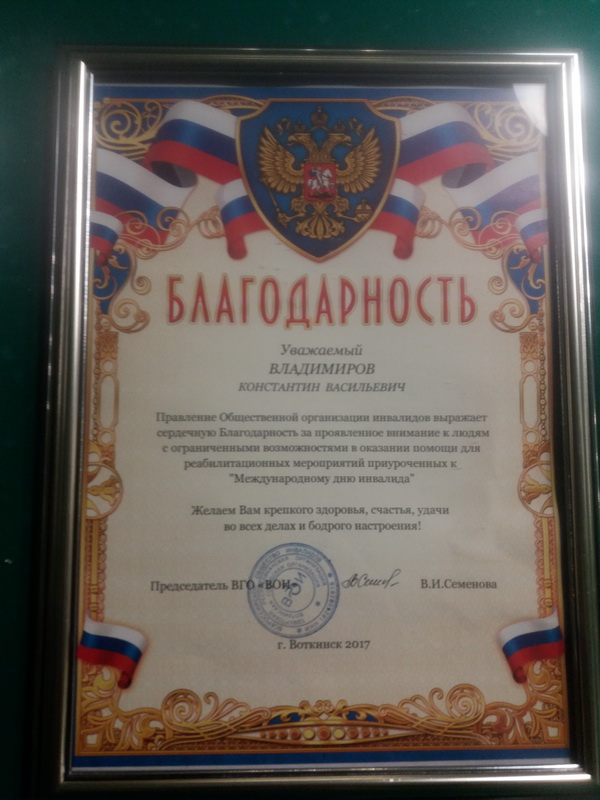 БЛАГОДАРНОСТЬ
Уважаемый
ВЛАДИМИРОВ
КОНСТАНТИН ВАСИЛЬЕВИЧ
Правление Общественной организации инвалидов выражает
сердечную Благодарность за проявленное внимание к людям
с ограниченными возможностями в оказании помощи для
реабилитационных мероприятий приуроченных к
"Международному дню инвалида"
Желаем Вам крепкого здоровья, счастья, удачи
во всех делах и бодрого настроения!
Председатель ВГО «ВОИ» В.И.Семенова
ВОИ
г. Воткинск 2017